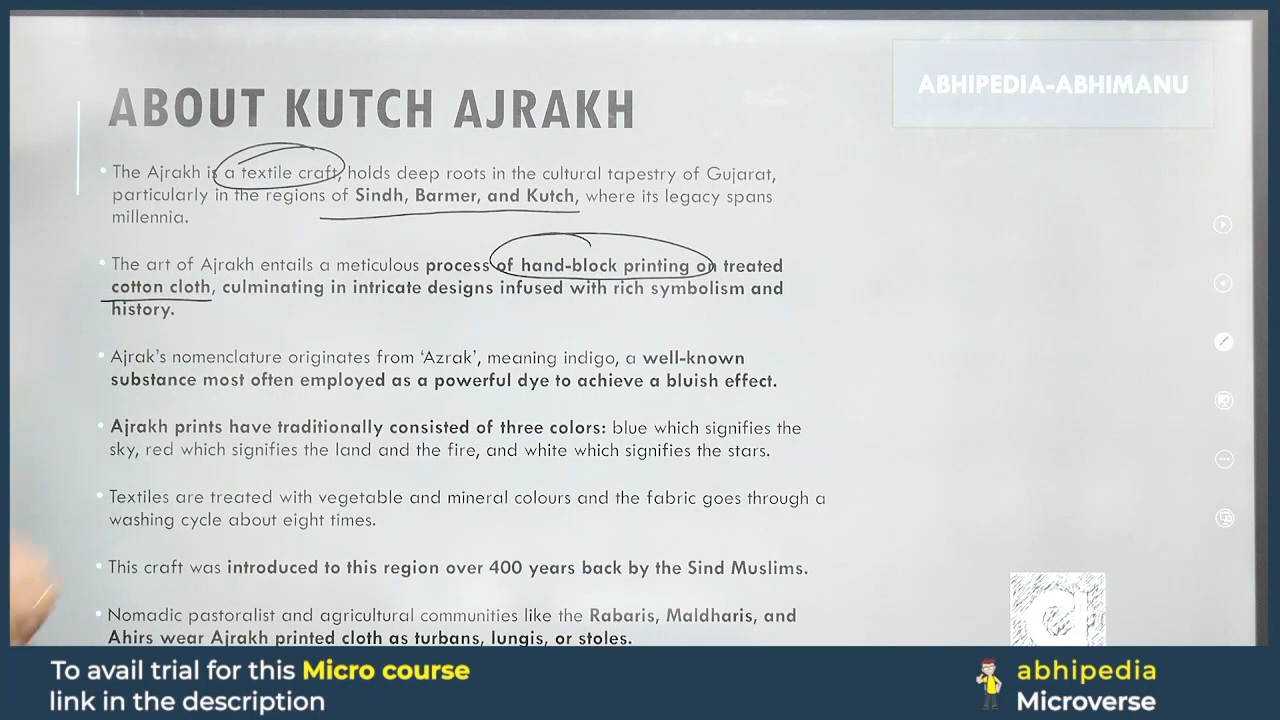 ABHIPEDIA-ABHIMANU
ABOUT KUTCH AJRAKH
• The Ajrakh is a textile craft, holds deep roots in the cultural tapestry of Gujarat,
particularly in the regions of Sindh, Barmer, and Kutch, where its legacy spans
millennia.
• The art of Ajrakh entails a meticulous process of hand-block printing on treated
cotton cloth, culminating in intricate designs infused with rich symbolism and
history.
• Ajrak's nomenclature originates from 'Azrak', meaning indigo, a well-known
substance most often employed as a powerful dye to achieve a bluish effect.
• Ajrakh prints have traditionally consisted of three colors: blue which signifies the
sky, red which signifies the land and the fire, and white which signifies the stars.
• Textiles are treated with vegetable and mineral colours and the fabric goes through a
washing cycle about eight times.
• This craft was introduced to this region over 400 years back by the Sind Muslims.
• Nomadic pastoralist and agricultural communities like the Rabaris, Maldharis, and
Ahirs wear Ajrakh printed cloth as turbans, lungis, or stoles.
To avail trial for this Micro course
link in the description
abhipedia
Microverse